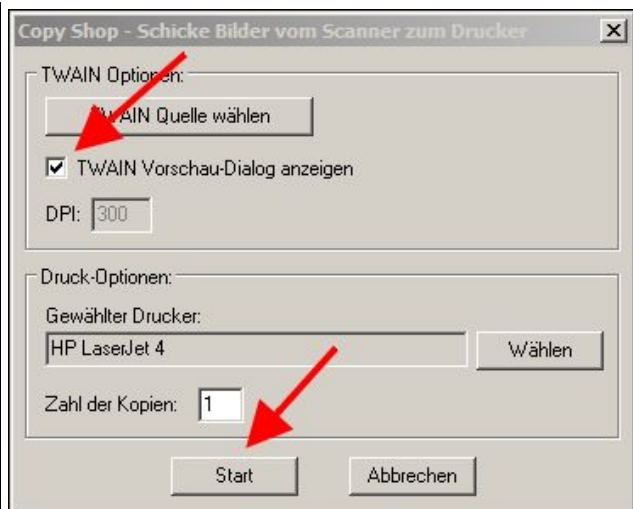 Copy Shop - Schicke Bilder vom Scanner zum Drucker
TWAIN Optionen:
TWAIN Quelle wählen
TWAIN Vorschau-Dialog anzeigen
DPI: 300
Druck-Optionen:
Gewählter Drucker:
HP LaserJet 4
Wählen
Zahl der Kopien: 1
Start Abbrechen